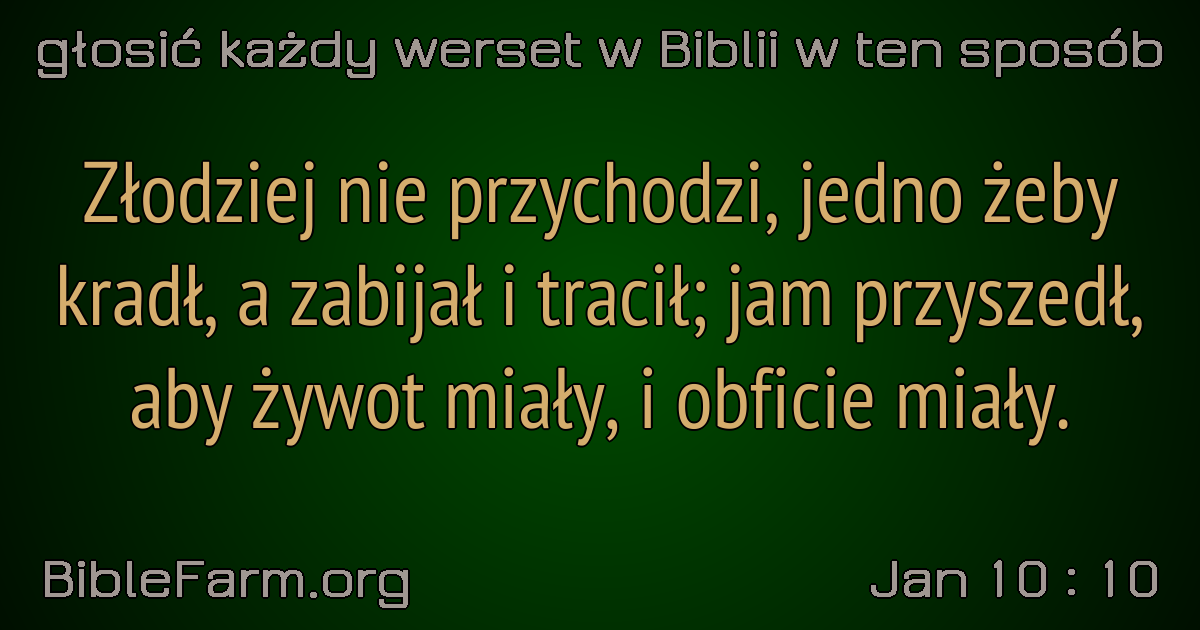 głosić każdy werset w Biblii w ten sposób
Złodziej nie przychodzi, jedno żeby
kradł, a zabijał i tracił; jam przyszedł,
aby żywot miały, i obficie miały.
BibleFarm.org
Jan 10 : 10